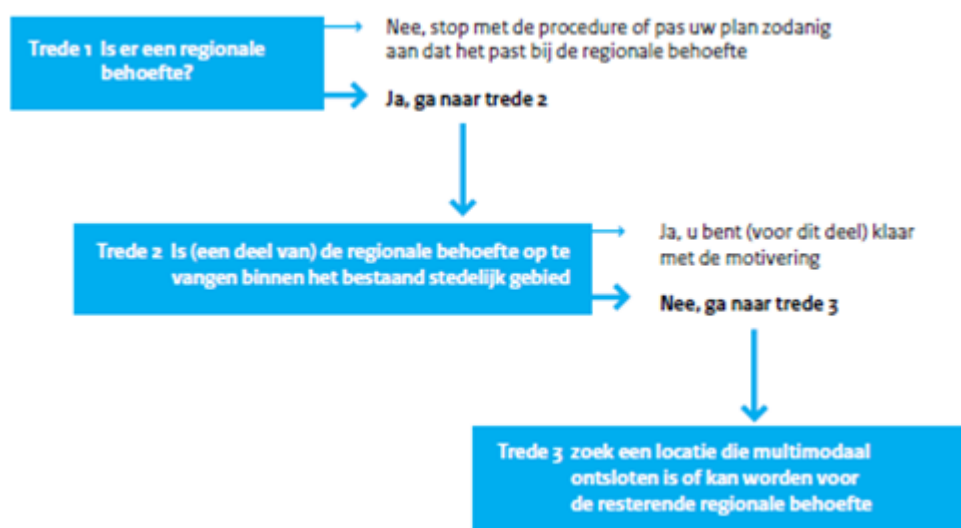 Trede 1 Is er een regionale
behoefte?
Nee, stop met de procedure of pas uw plan zodanig
aan dat het past bij de regionale behoefte
Ja, ga naar trede 2
Trede 2 Is (een deel van) de regionale behoefte op te
vangen binnen het bestaand stedelijk gebied
Ja, u bent (voor dit deel) klaar
met de motivering
Nee, ga naar trede 3
Trede 3 zoek een locatie die multimodaal
ontsloten is of kan worden voor
de resterende regionale behoefte